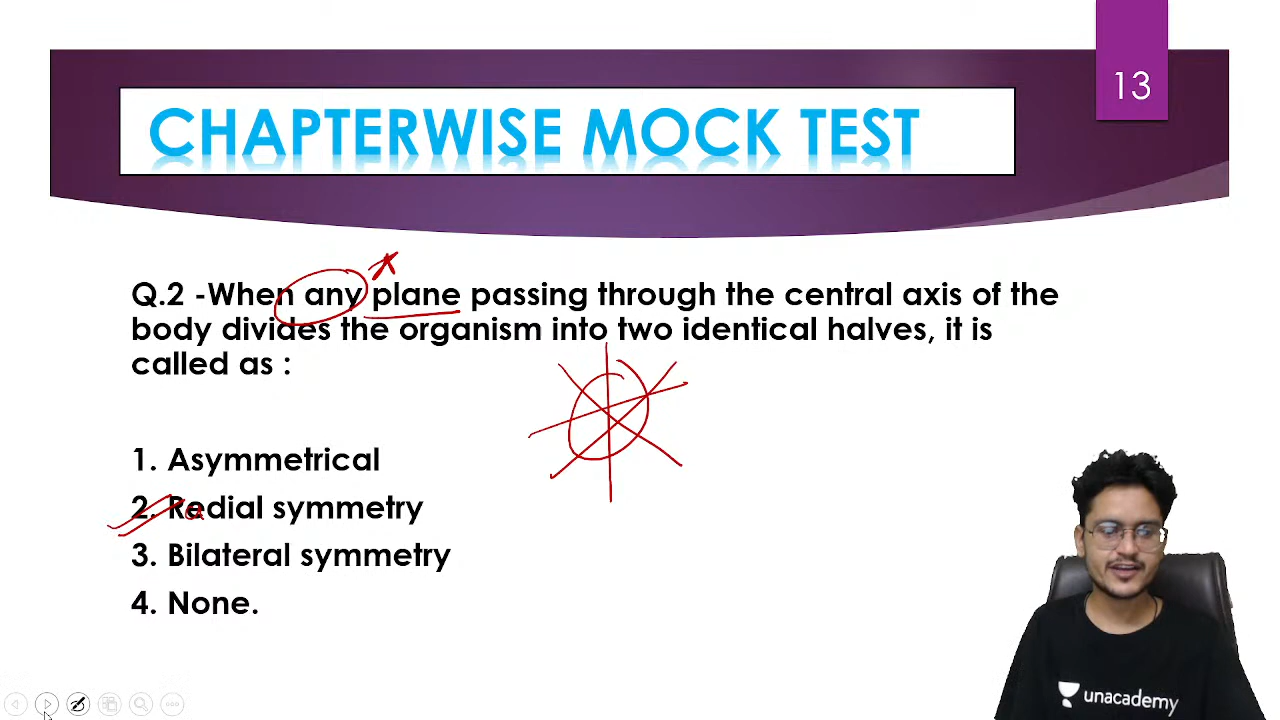 13
CHAPTERWISE MOCK TEST
Q.2 -When any plane passing through the central axis of the
body divides the organism into two identical halves, it is
called as :
1. Asymmetrical
2. Redial symmetry
a
3. Bilateral symmetry
4. None.
unacademy